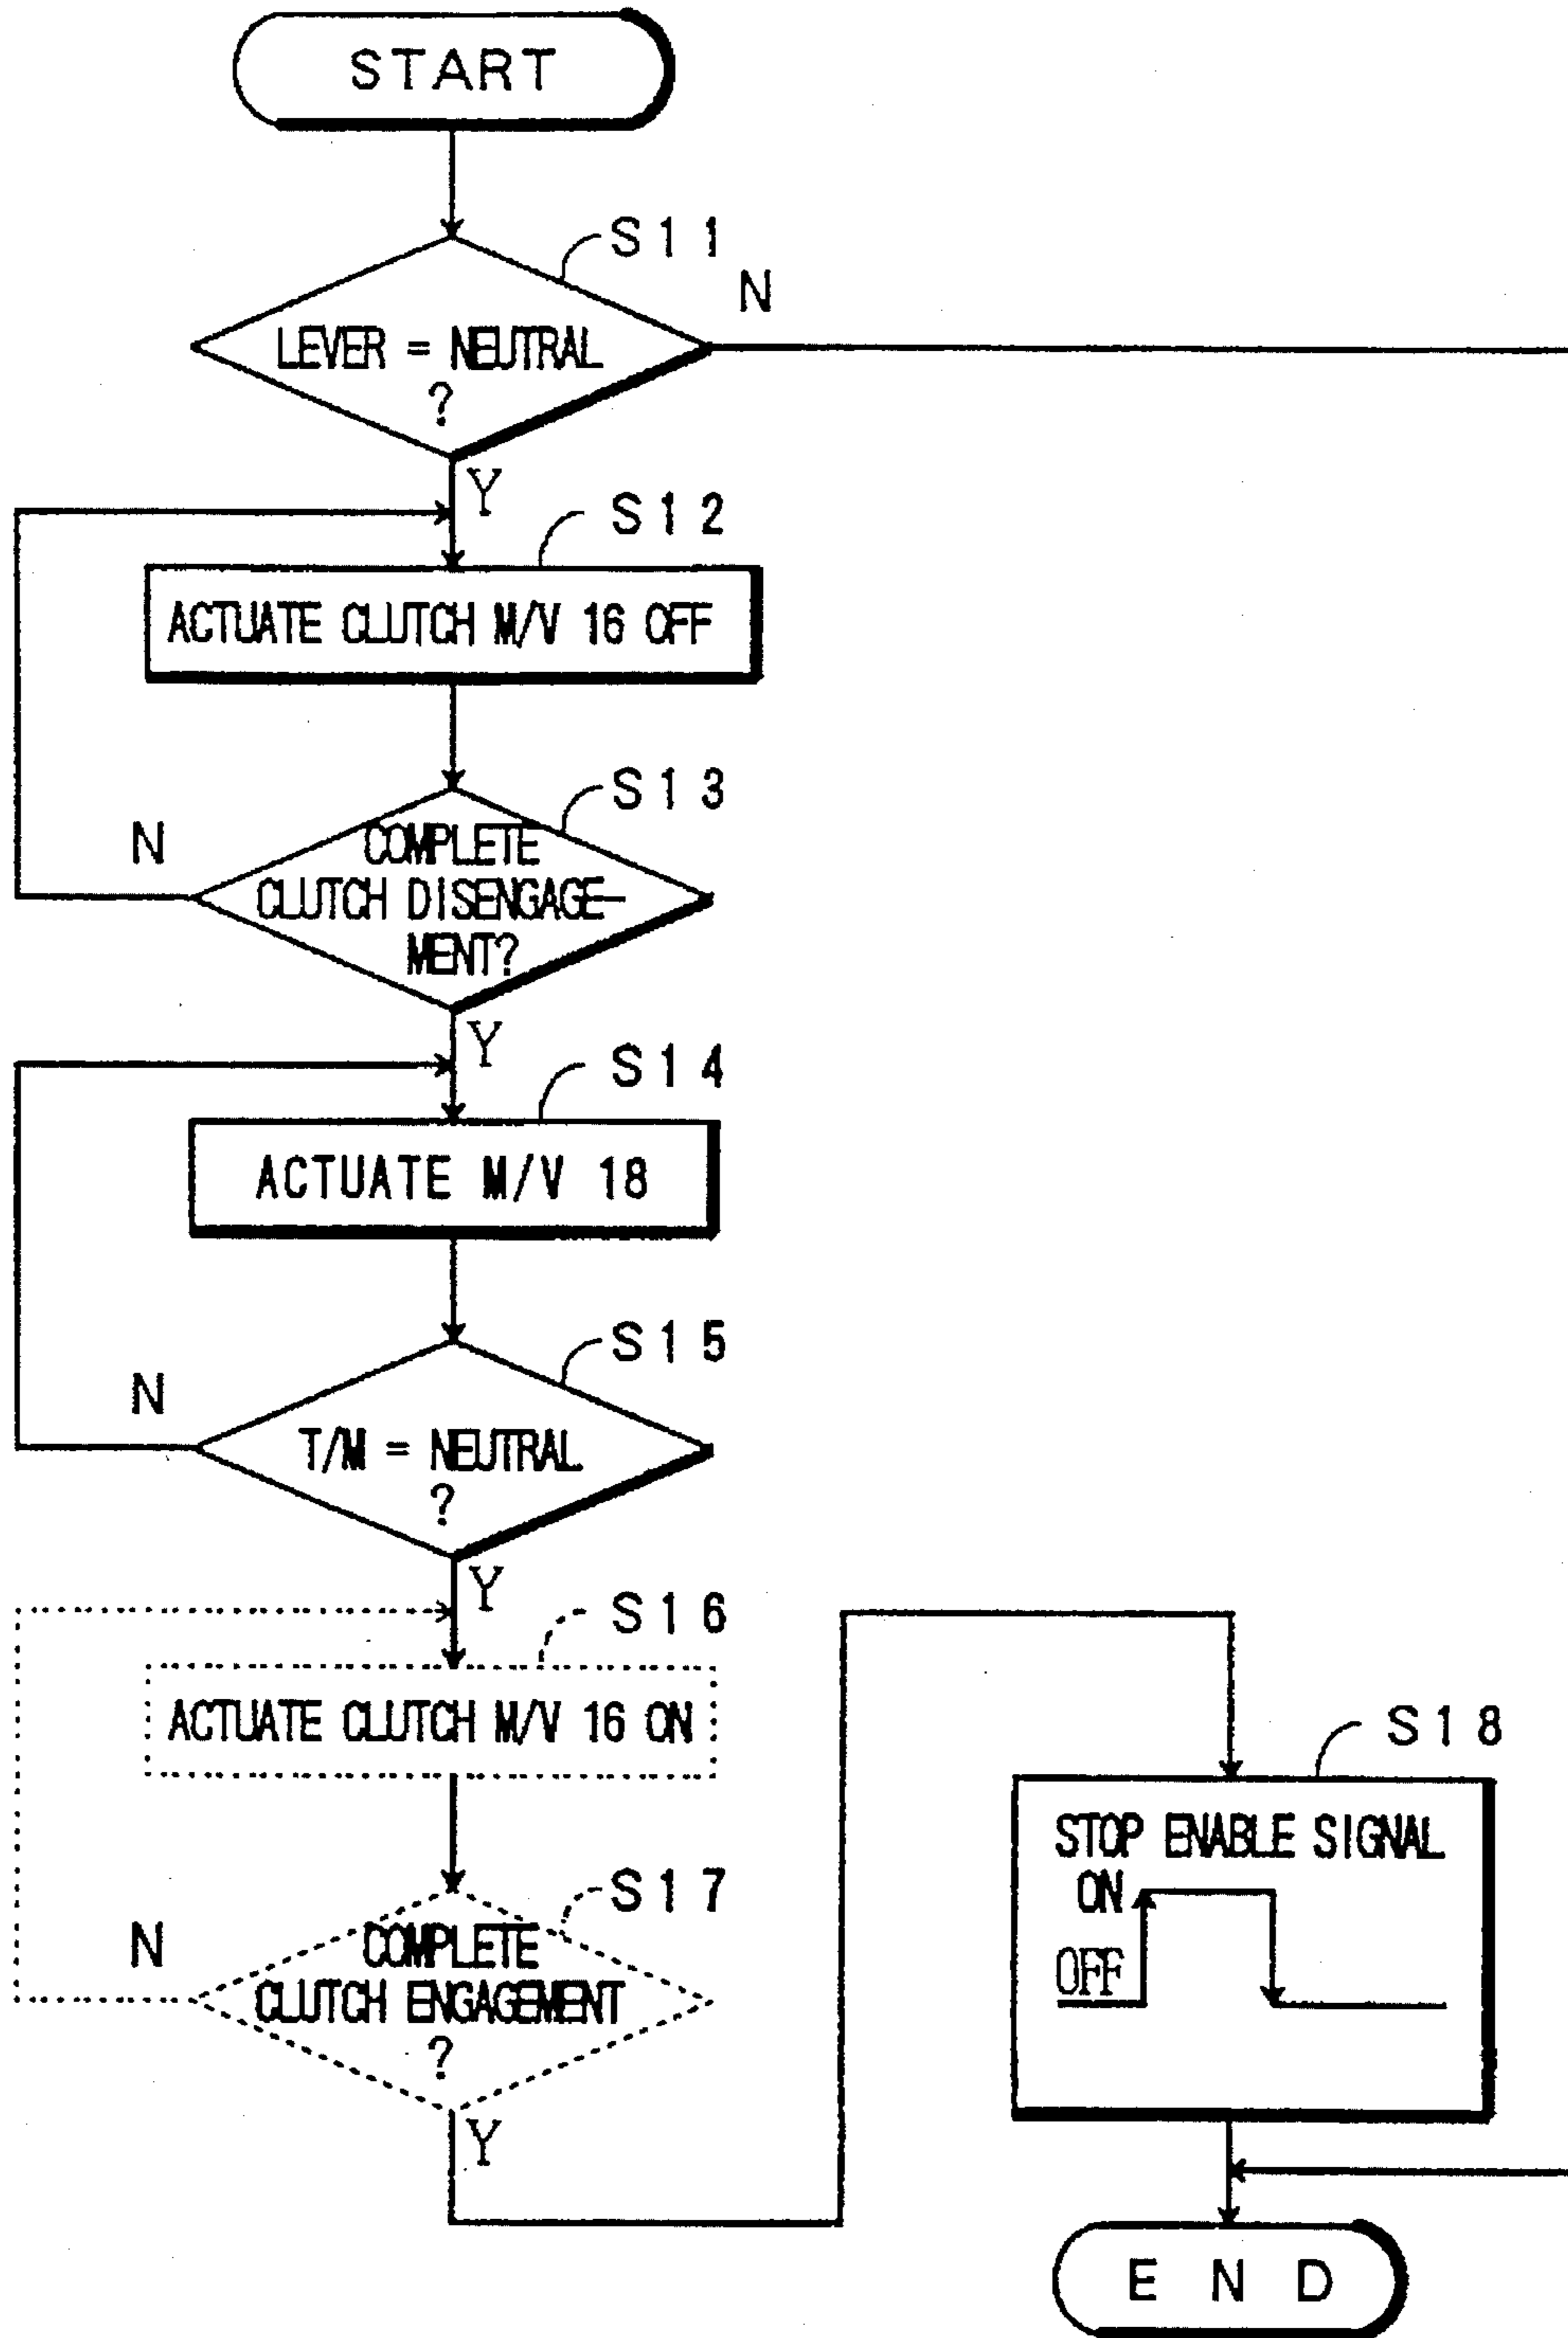 START
S11
N
LEVER = NEUTRAL
?
Y
S12
ACTUATE CLUTCH M/V 16 OFF
S13
N
COMPLETE
CLUTCH DISENGAGE-
MENT?
Y
S14
ACTUATE M/V 18
S15
N
T/M = NEUTRAL
?
Y
S16
ACTUATE CLUTCH M/V 16 ON
S17
N
COMPLETE
CLUTCH ENGAGEMENT
?
Y
S18
STOP ENABLE SIGNAL
ON
OFF
END